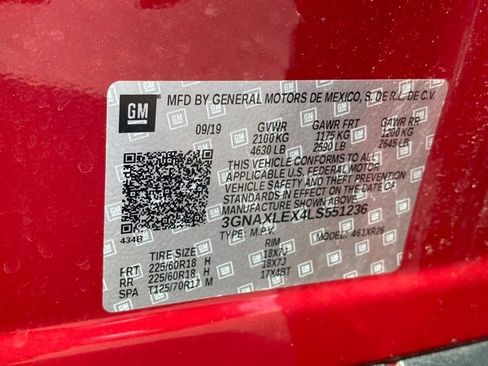 GM
MFD BY GENERAL MOTORS DE MEXICO, S. DE R.L. DE C.V.
09/19 GVWR GAWR FRT GAWR RR
2100 KG 1175 KG 1200 KG
4630 LB 2590 LB 2645 LB
THIS VEHICLE CONFORMS TO ALL
APPLICABLE U.S. FEDERAL MOTOR
VEHICLE SAFETY AND
STANDARDS IN EFFECT ON THE DATE OF
MANUFACTURE SHOWN ABOVE.
3GNAXLEX4LS551236
TYPE: M.P.V. MODEL: 461XR26
434B
TIRE SIZE RIM
FRT 225/60R18 H 18X7J
RR 225/60R18 H 18X7J
SPA T125/70R17 M 17X4BT